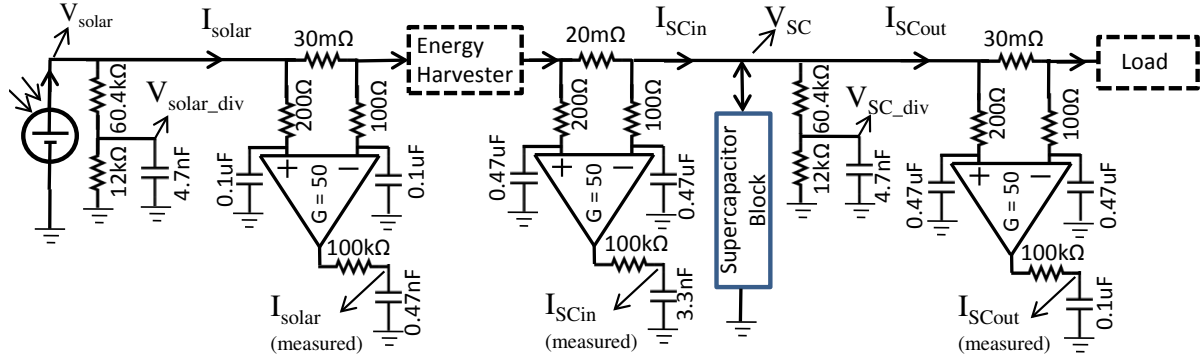 V_solar
I_solar
30mΩ
Energy
Harvester
20mΩ
I_SCin
V_SC
I_SCout
30mΩ
Load
60.4kΩ
V_solar_div
12kΩ
4.7nF
200Ω
100Ω
0.1uF
+
−
G = 50
0.1uF
100kΩ
0.47nF
I_solar
(measured)
200Ω
100Ω
0.47uF
+
−
G = 50
0.47uF
100kΩ
3.3nF
I_SCin
(measured)
Supercapacitor
Block
60.4kΩ
V_SC_div
12kΩ
4.7nF
200Ω
100Ω
0.47uF
+
−
G = 50
0.47uF
100kΩ
0.1uF
I_SCout
(measured)